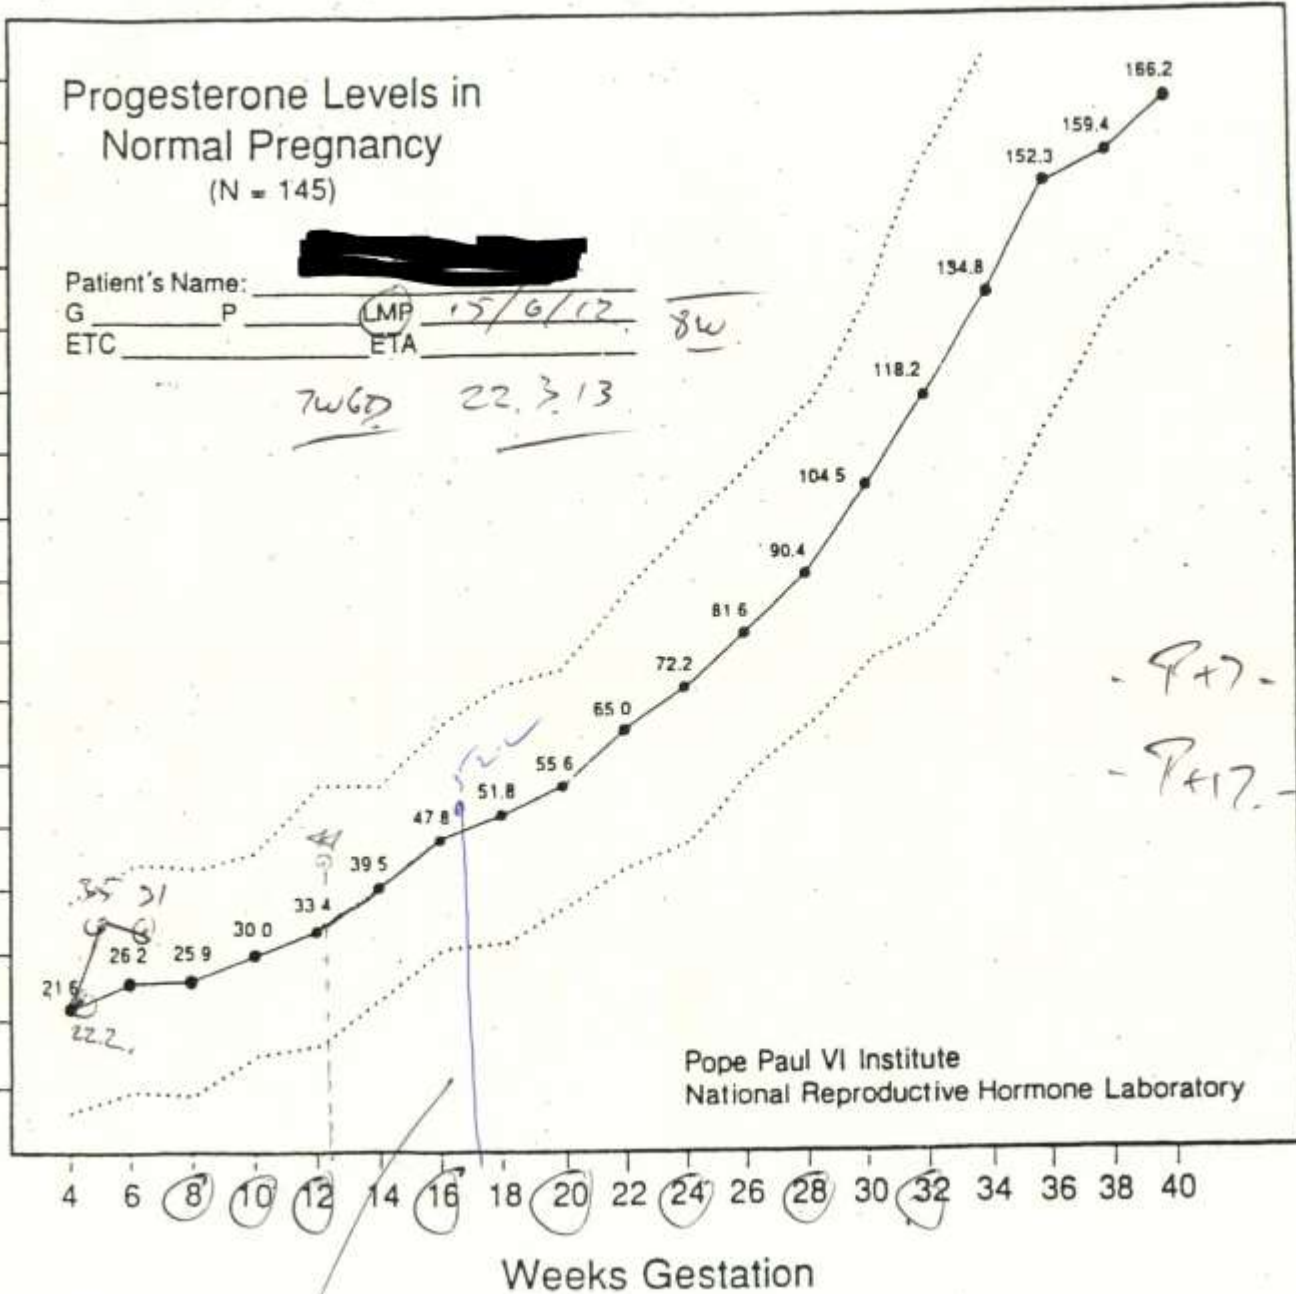 Progesterone Levels in
Normal Pregnancy
(N = 145)
Patient's Name:
G P LMP 15/6/12 8w
ETC ETA
7w6D 22.3.13
166.2
159.4
152.3
134.8
118.2
104.5
90.4
81.6
72.2
65.0
55.6
51.8
47.8
39.5
44
33.4
35 31
30.0
26.2 25.9
21.6
22.2
P+7
P+17
Pope Paul VI Institute
National Reproductive Hormone Laboratory
4 6 8 10 12 14 16 18 20 22 24 26 28 30 32 34 36 38 40
Weeks Gestation